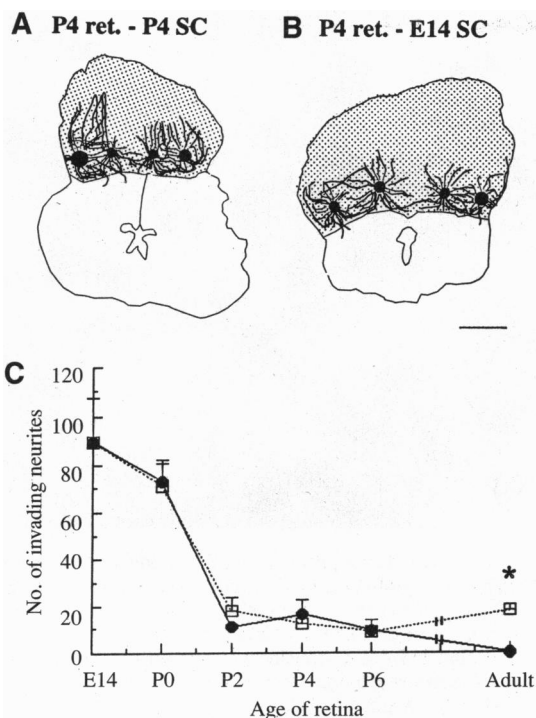 A P4 ret. - P4 SC
B P4 ret. - E14 SC
C
120
100
80
60
40
20
0
No. of invading neurites
*
E14 P0 P2 P4 P6 Adult
Age of retina